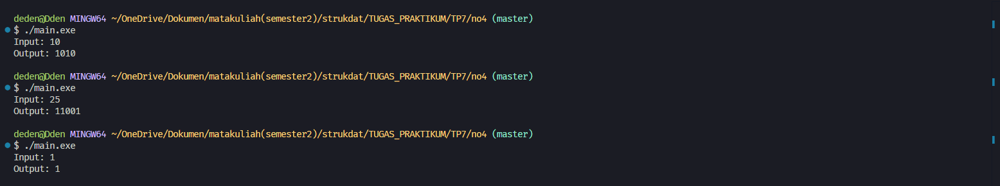 deden@Dden MINGW64 ~/OneDrive/Dokumen/matakuliah(semester2)/strukdat/TUGAS_PRAKTIKUM/TP7/no4 (master)
$ ./main.exe
Input: 10
Output: 1010
deden@Dden MINGW64 ~/OneDrive/Dokumen/matakuliah(semester2)/strukdat/TUGAS_PRAKTIKUM/TP7/no4 (master)
$ ./main.exe
Input: 25
Output: 11001
deden@Dden MINGW64 ~/OneDrive/Dokumen/matakuliah(semester2)/strukdat/TUGAS_PRAKTIKUM/TP7/no4 (master)
$ ./main.exe
Input: 1
Output: 1